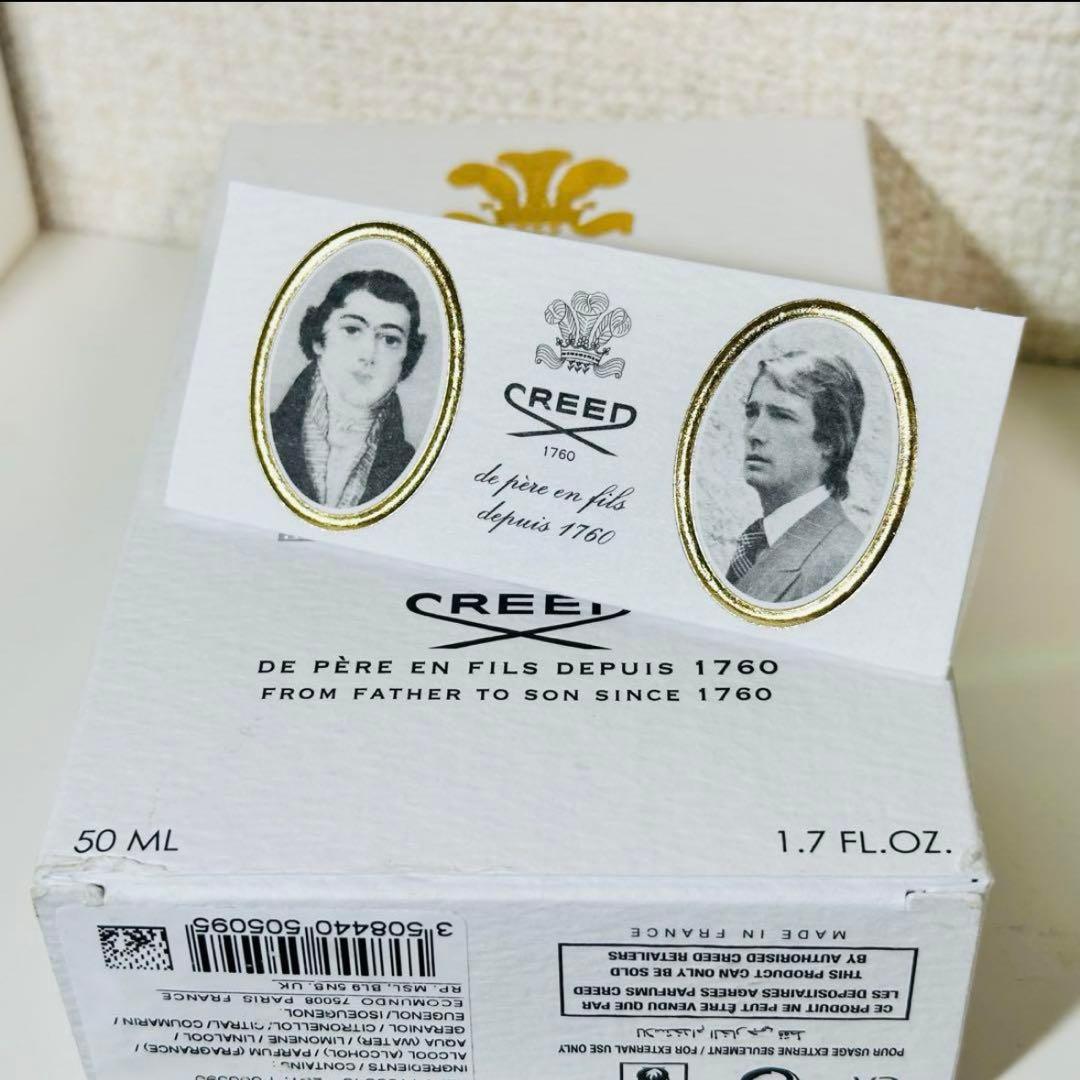 CREED
1760
de père en fils
depuis 1760
CREED
DE PÈRE EN FILS DEPUIS 1760
FROM FATHER TO SON SINCE 1760
50 ML
1.7 FL.OZ.
INGREDIENTS / CONTAINS :
ALCOOL (ALCOHOL) / PARFUM (FRAGRANCE) /
AQUA (WATER) / LIMONENE / LINALOOL /
GERANIOL / CITRONELLOL / CITRAL / COUMARIN /
EUGENOL / ISOEUGENOL.
ECOMUNDO 75008 PARIS FRANCE
RP. MSL, BL9 5NB. UK
3 508440 505095
POUR USAGE EXTERNE SEULEMENT / FOR EXTERNAL USE ONLY
للاستخدام الخارجي فقط
CE PRODUIT NE PEUT ÊTRE VENDU QUE PAR
LES DEPOSITAIRES AGREES PARFUMS CREED
THIS PRODUCT CAN ONLY BE SOLD
BY AUTHORISED CREED RETAILERS
MADE IN FRANCE